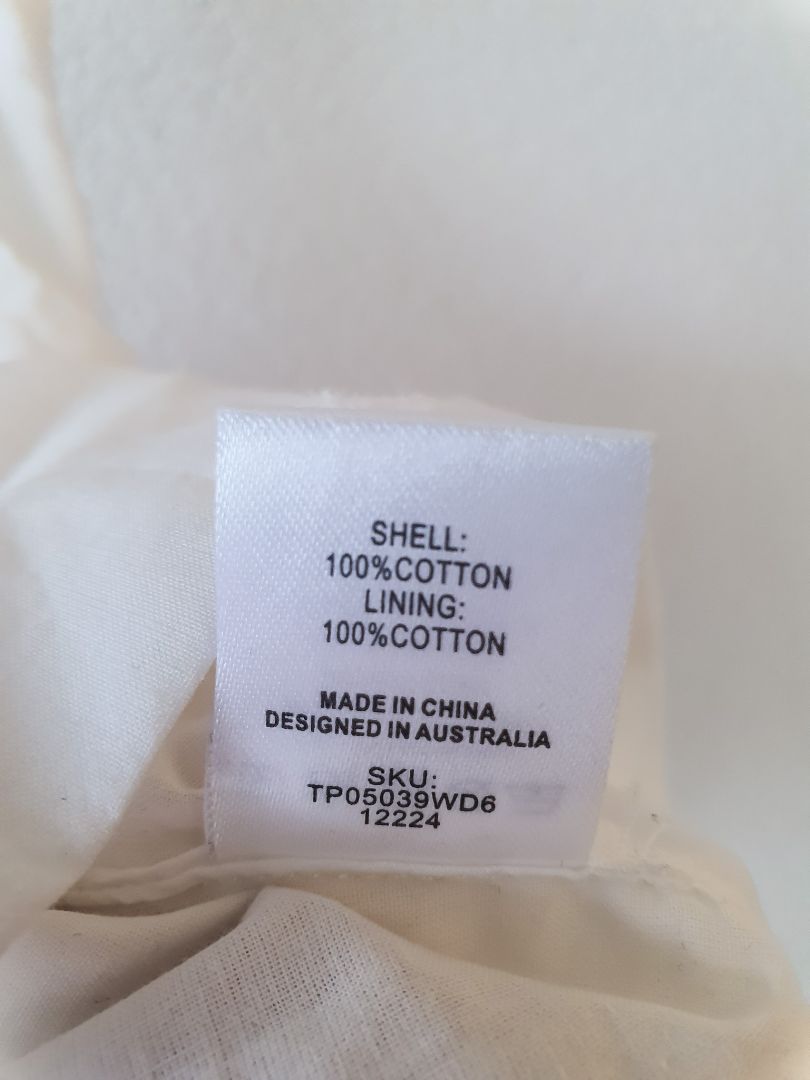 SHELL:
100%COTTON
LINING:
100%COTTON
MADE IN CHINA
DESIGNED IN AUSTRALIA
SKU:
TP05039WD6
12224